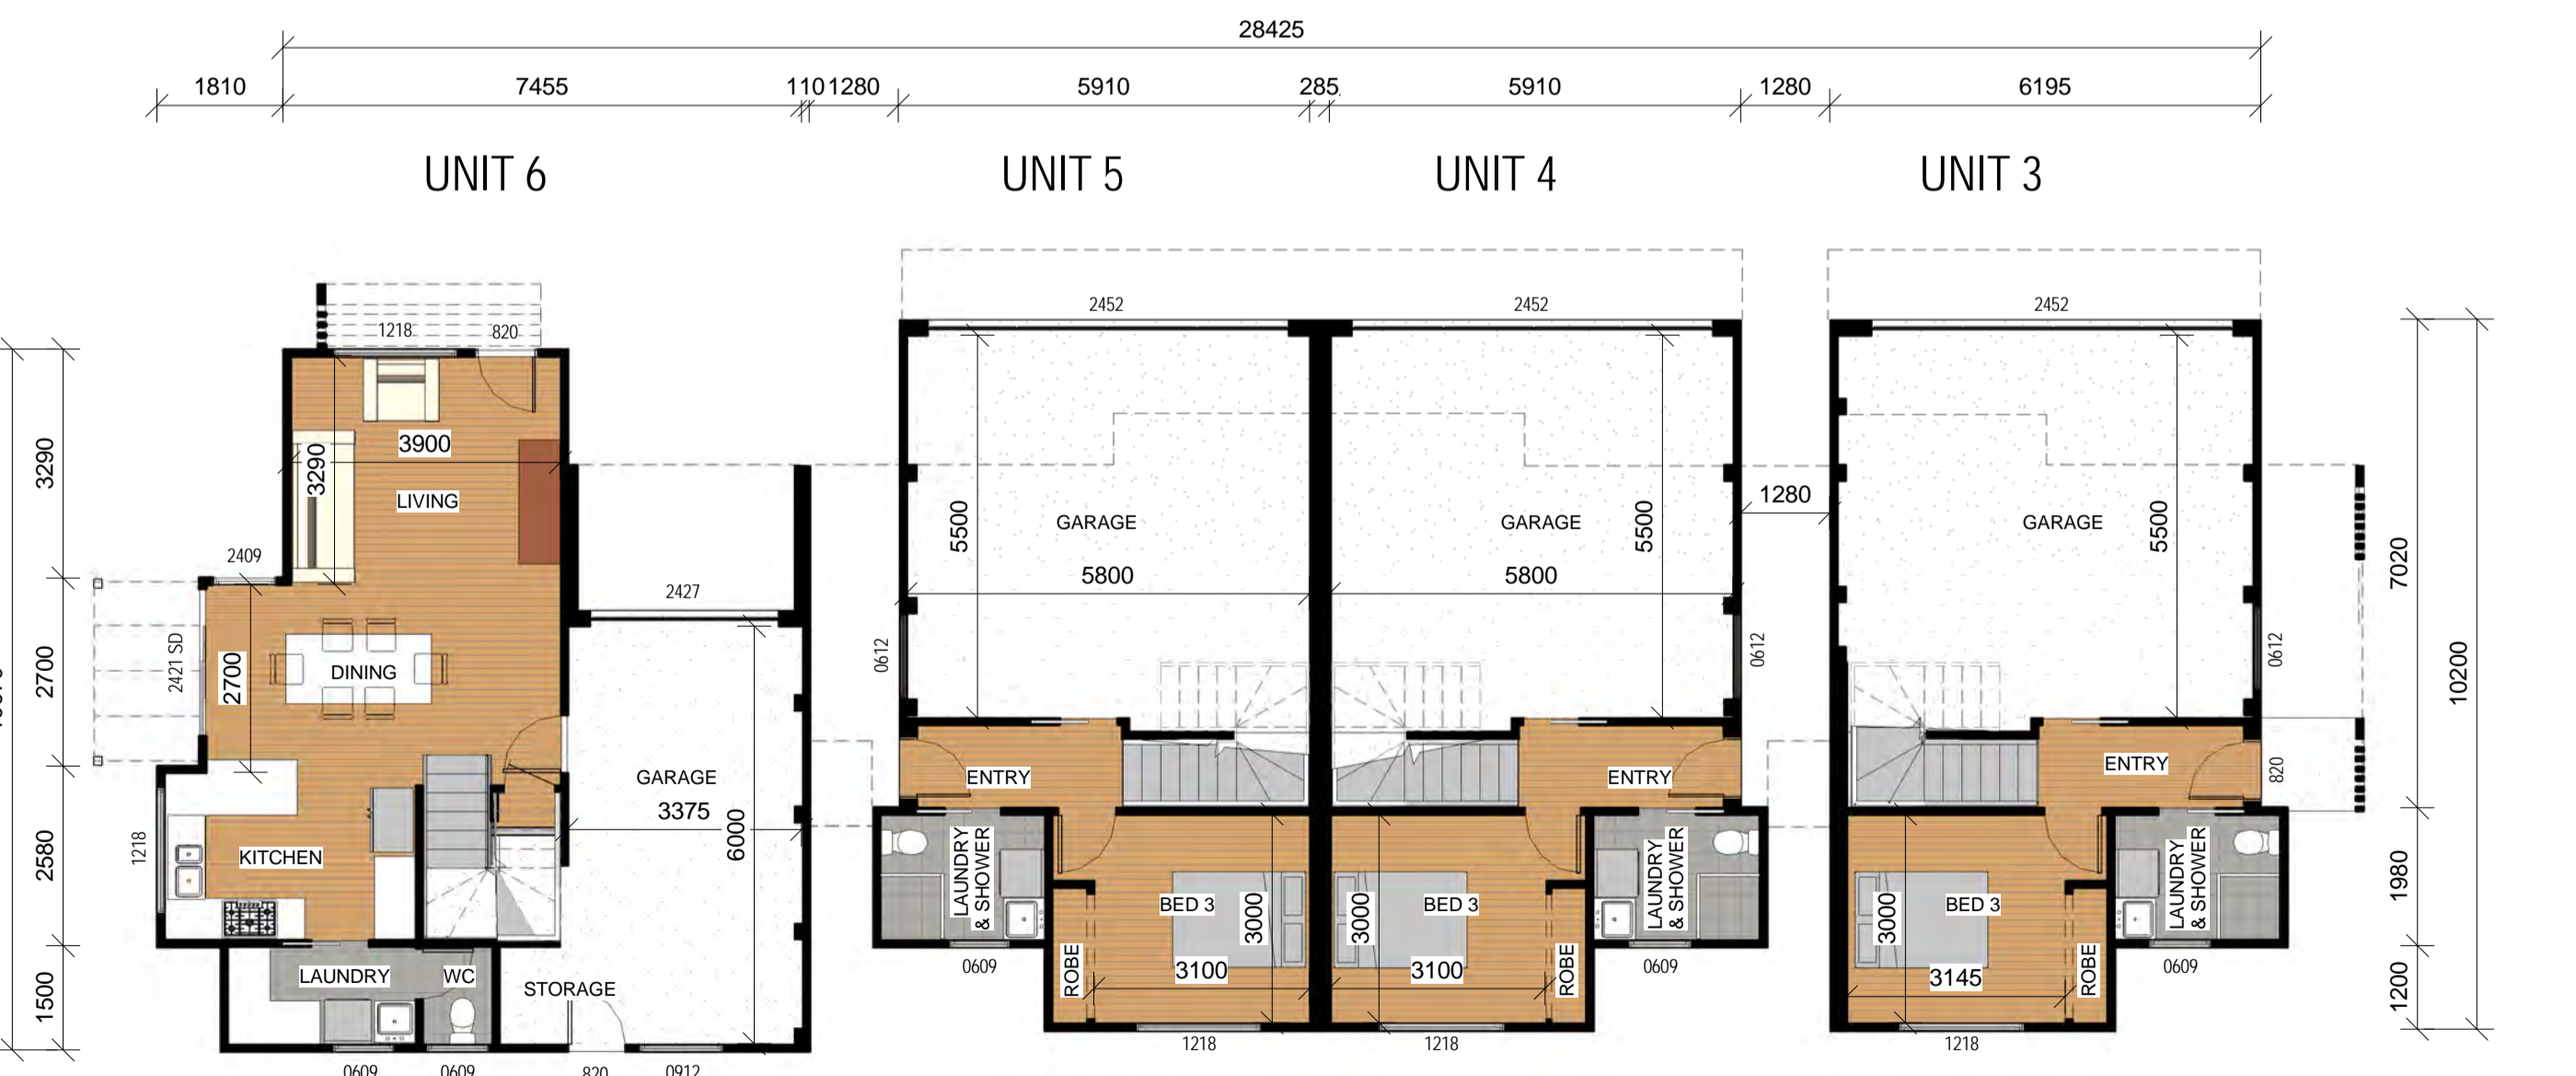 28425
1810 7455 110 1280 5910 285 5910 1280 6195
UNIT 6 UNIT 5 UNIT 4 UNIT 3
1218 820
2452 2452 2452
3290
3290
3900
LIVING
2409
2427
2421 SD
2700
2700
DINING
GARAGE
3375
6000
1218
2580
KITCHEN
1500
LAUNDRY
WC
STORAGE
0609 0609 820 0912
5500
GARAGE
5800
0612
ENTRY
LAUNDRY
& SHOWER
BED 3
3000
3100
ROBE
0609
1218
GARAGE
5500
5800
0612
ENTRY
LAUNDRY
& SHOWER
BED 3
3000
3100
ROBE
0609
1218
1280
GARAGE
5500
0612
ENTRY
820
LAUNDRY
& SHOWER
BED 3
3000
3145
ROBE
0609
1218
7020
10200
1980
1200